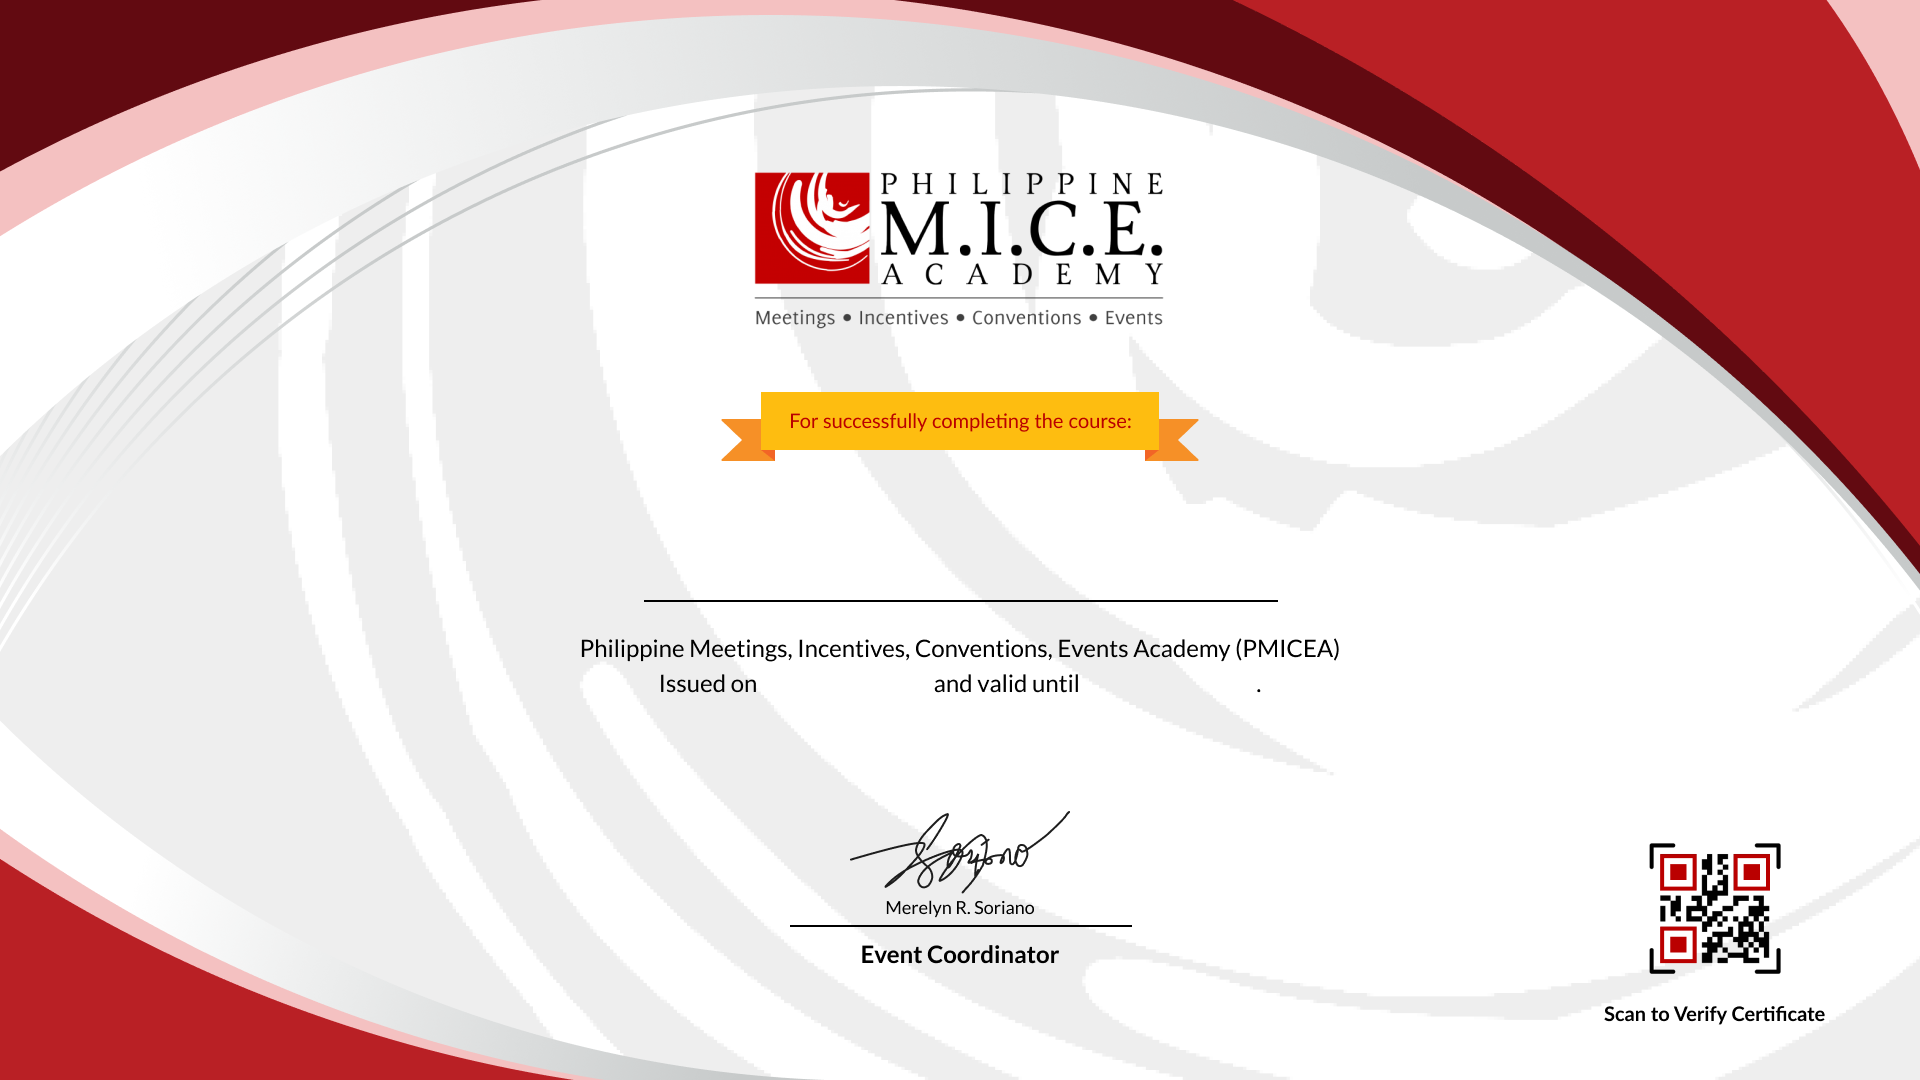 PHILIPPINE
M.I.C.E.
ACADEMY
Meetings • Incentives • Conventions • Events
For successfully completing the course:
Philippine Meetings, Incentives, Conventions, Events Academy (PMICEA)
Issued on and valid until .
Soriano
Merelyn R. Soriano
Event Coordinator
Scan to Verify Certificate